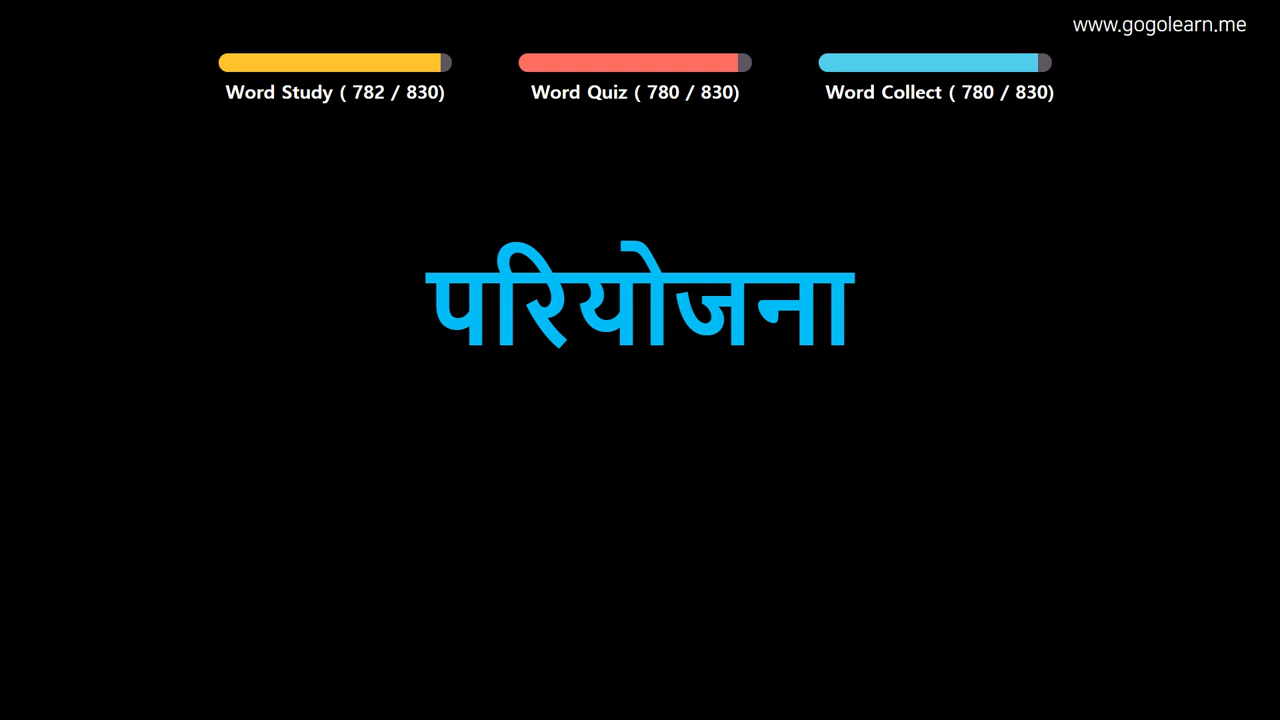 www.gogolearn.me
Word Study ( 782 / 830)
Word Quiz ( 780 / 830)
Word Collect ( 780 / 830)
परियोजना